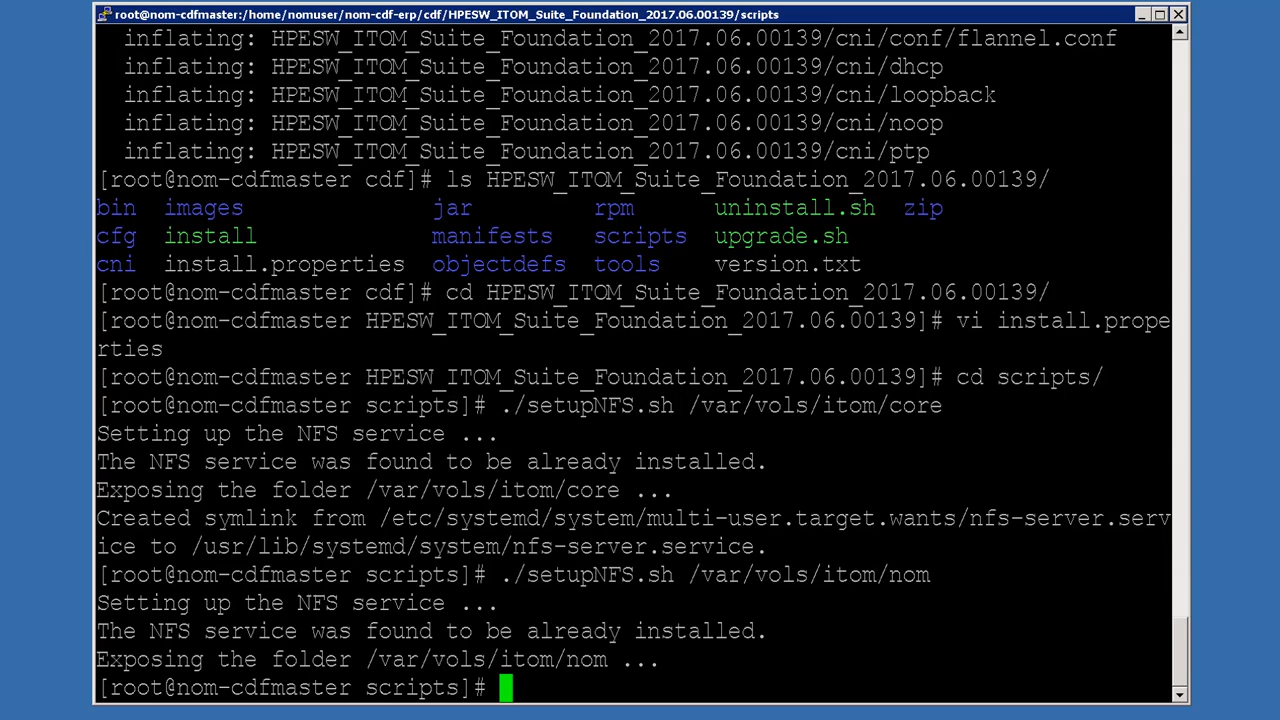 root@nom-cdfmaster:/home/nomuser/nom-cdf-erp/cdf/HPESW_ITOM_Suite_Foundation_2017.06.00139/scripts
inflating: HPESW_ITOM_Suite_Foundation_2017.06.00139/cni/conf/flannel.conf
inflating: HPESW_ITOM_Suite_Foundation_2017.06.00139/cni/dhcp
inflating: HPESW_ITOM_Suite_Foundation_2017.06.00139/cni/loopback
inflating: HPESW_ITOM_Suite_Foundation_2017.06.00139/cni/noop
inflating: HPESW_ITOM_Suite_Foundation_2017.06.00139/cni/ptp
[root@nom-cdfmaster cdf]# ls HPESW_ITOM_Suite_Foundation_2017.06.00139/
bin images jar rpm uninstall.sh zip
cfg install manifests scripts upgrade.sh
cni install.properties objectdefs tools version.txt
[root@nom-cdfmaster cdf]# cd HPESW_ITOM_Suite_Foundation_2017.06.00139/
[root@nom-cdfmaster HPESW_ITOM_Suite_Foundation_2017.06.00139]# vi install.prope
rties
[root@nom-cdfmaster HPESW_ITOM_Suite_Foundation_2017.06.00139]# cd scripts/
[root@nom-cdfmaster scripts]# ./setupNFS.sh /var/vols/itom/core
Setting up the NFS service ...
The NFS service was found to be already installed.
Exposing the folder /var/vols/itom/core ...
Created symlink from /etc/systemd/system/multi-user.target.wants/nfs-server.serv
ice to /usr/lib/systemd/system/nfs-server.service.
[root@nom-cdfmaster scripts]# ./setupNFS.sh /var/vols/itom/nom
Setting up the NFS service ...
The NFS service was found to be already installed.
Exposing the folder /var/vols/itom/nom ...
[root@nom-cdfmaster scripts]#